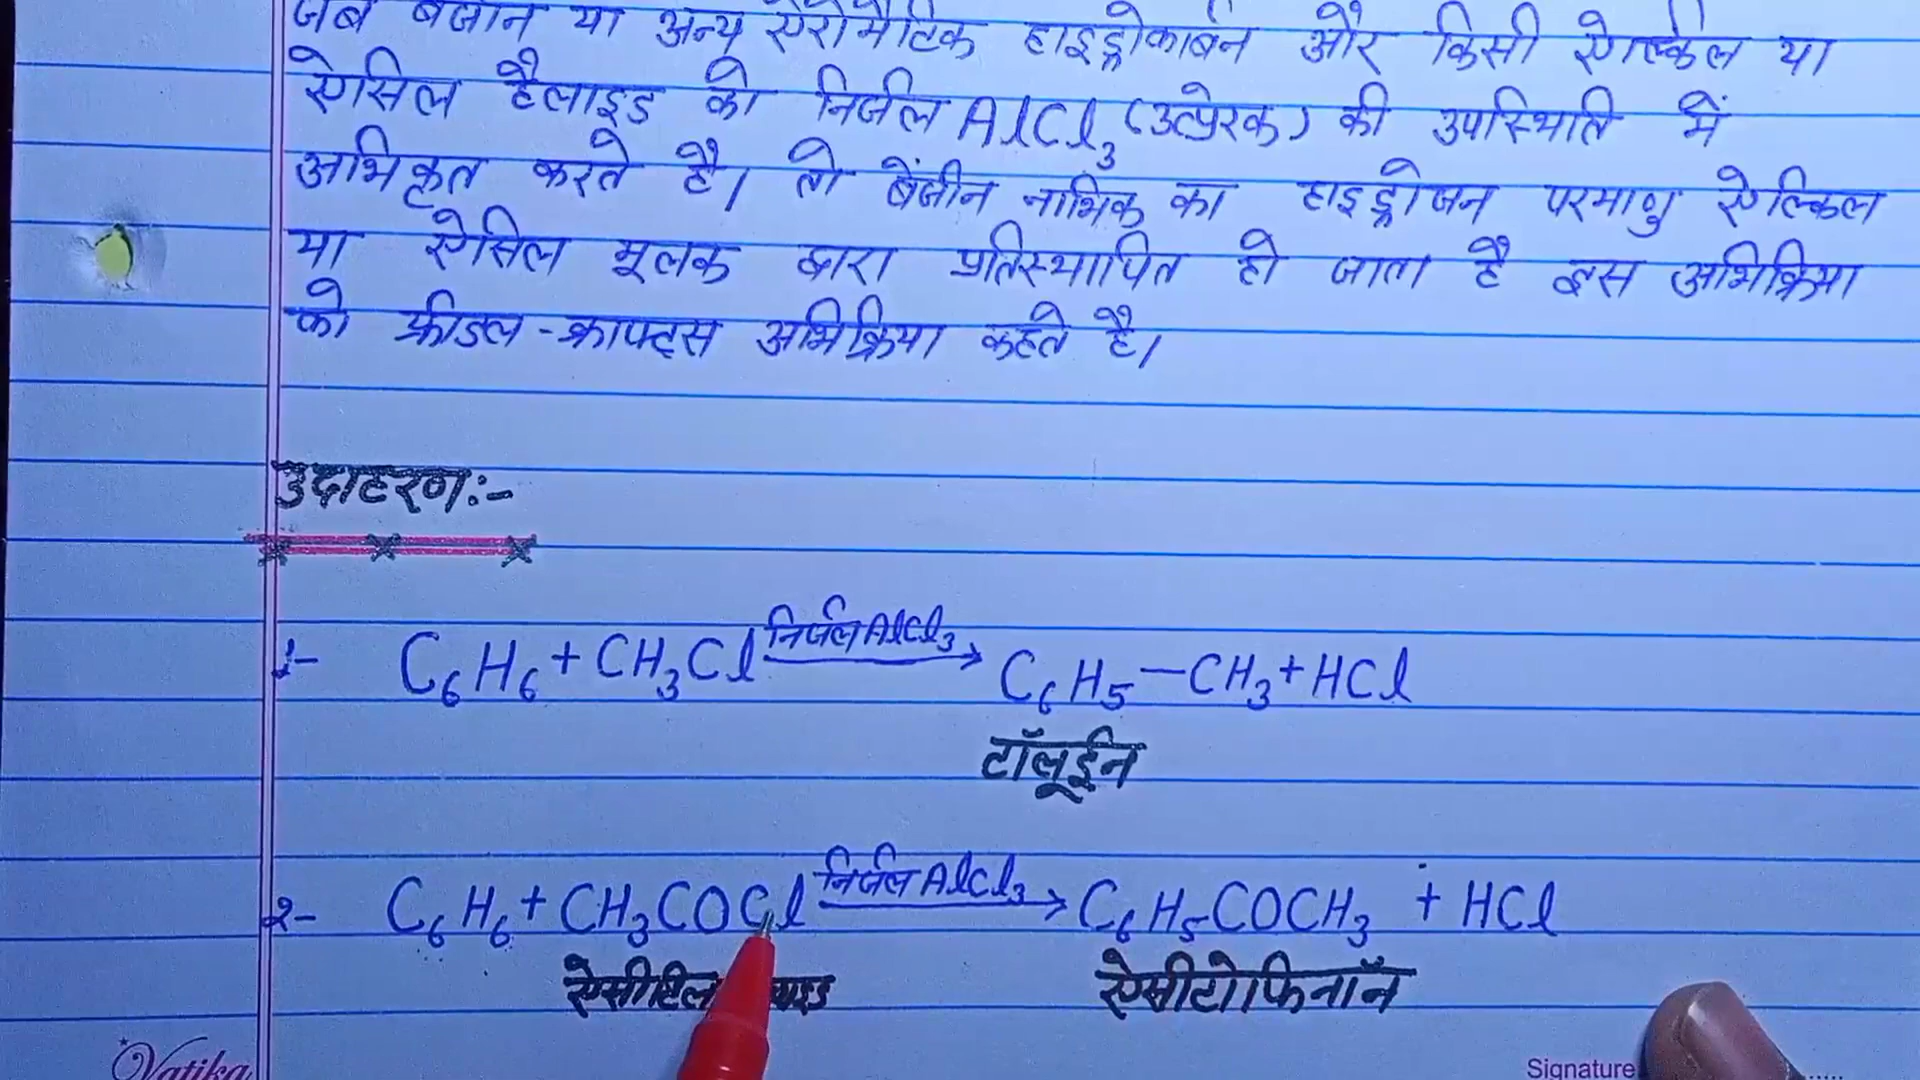 जब बेंजीन या अन्य ऐरोमैटिक हाइड्रोकार्बन और किसी ऐल्किल या
ऐसिल हैलाइड को निर्जल AlCl₃ (उत्प्रेरक) की उपस्थिति में
अभिकृत करते है। तो बेंजीन नाभिक का हाइड्रोजन परमाणु ऐल्किल
या ऐसिल मूलक द्वारा प्रतिस्थापित हो जाता है इस अभिक्रिया
को फ्रीडल-क्राफ्ट्स अभिक्रिया कहते है।
उदाहरण:-
1- C₆H₆ + CH₃Cl निर्जल AlCl₃ → C₆H₅—CH₃ + HCl
टॉलूईन
2- C₆H₆ + CH₃COCl निर्जल AlCl₃ → C₆H₅COCH₃ + HCl
ऐसीटिल ऐसीटोफिनॉन
Vatika Signature